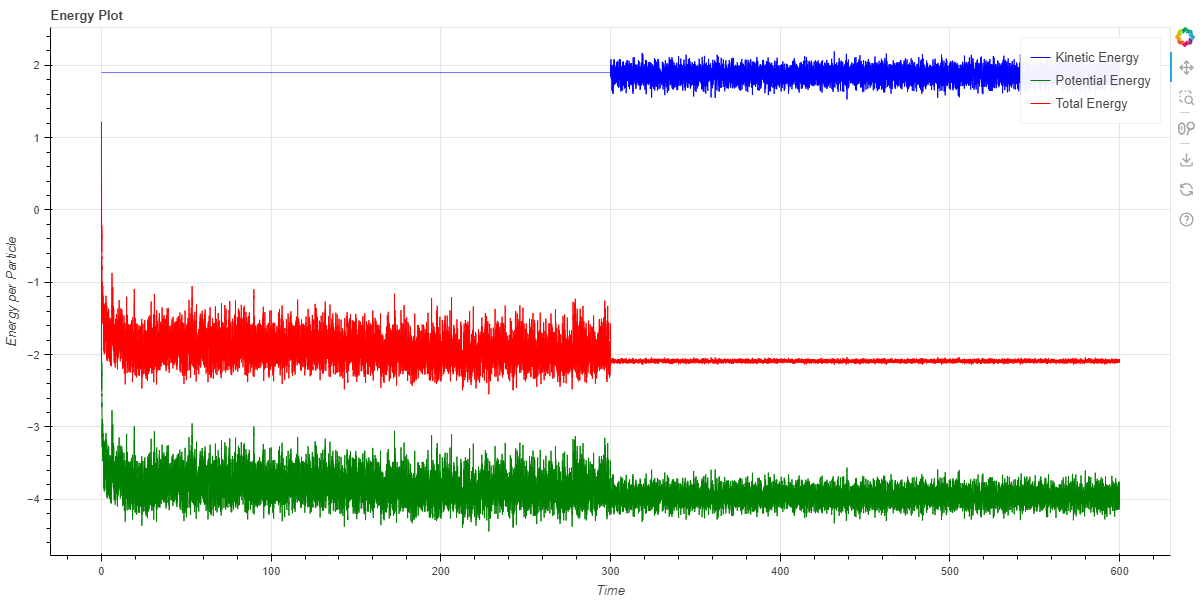 Energy Plot
Kinetic Energy
Potential Energy
Total Energy
2
1
0
−1
−2
−3
−4
Energy per Particle
0
100
200
300
400
500
600
Time